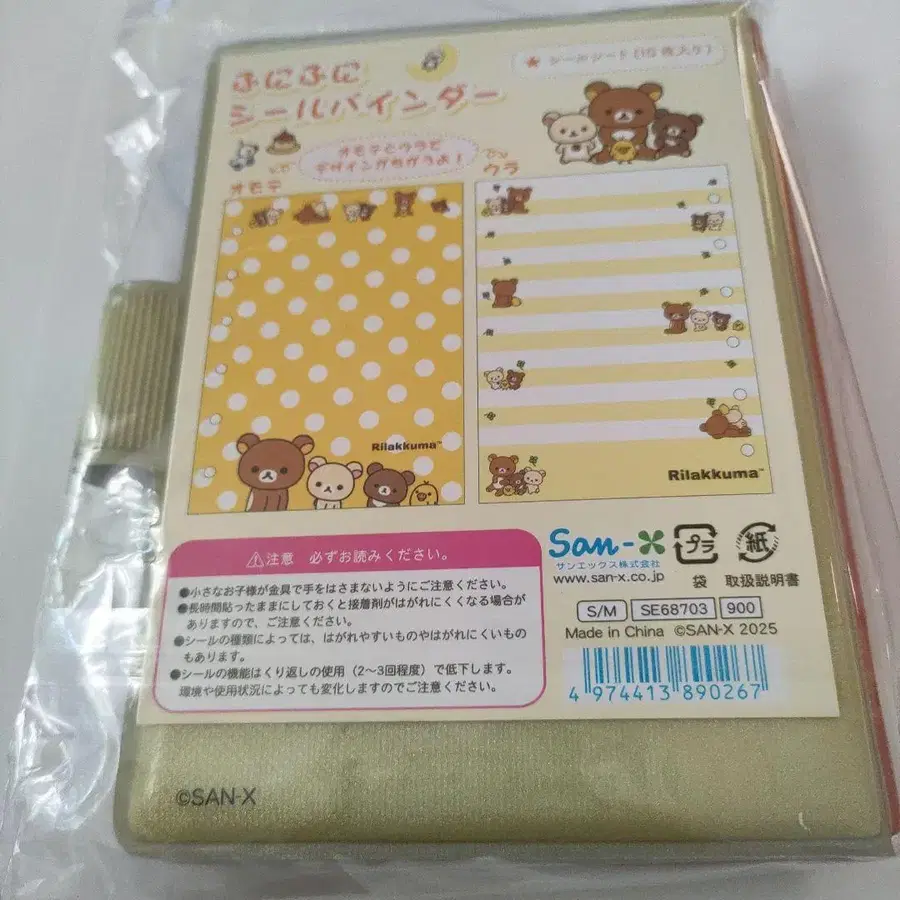 ふにふに
シールバインダー
★ シールシート(15枚入り)
オモテとウラで
デザインがちがうよ!
オモテ
ウラ
Rilakkuma™
Rilakkuma™
⚠注意 必ずお読みください。
●小さなお子様が金具で手をはさまないようにご注意ください。
●長時間貼ったままにしておくと接着剤がはがれにくくなる場合が
ありますので、ご注意ください。
●シールの種類によっては、はがれやすいものやはがれにくいもの
もあります。
●シールの機能はくり返しの使用(2〜3回程度)で低下します。
環境や使用状況によっても変化しますのでご注意ください。
San-X
サンエックス株式会社
www.san-x.co.jp
プラ
袋
紙
取扱説明書
S/M SE68703 900
Made in China ©SAN-X 2025
4 974413 890267
©SAN-X